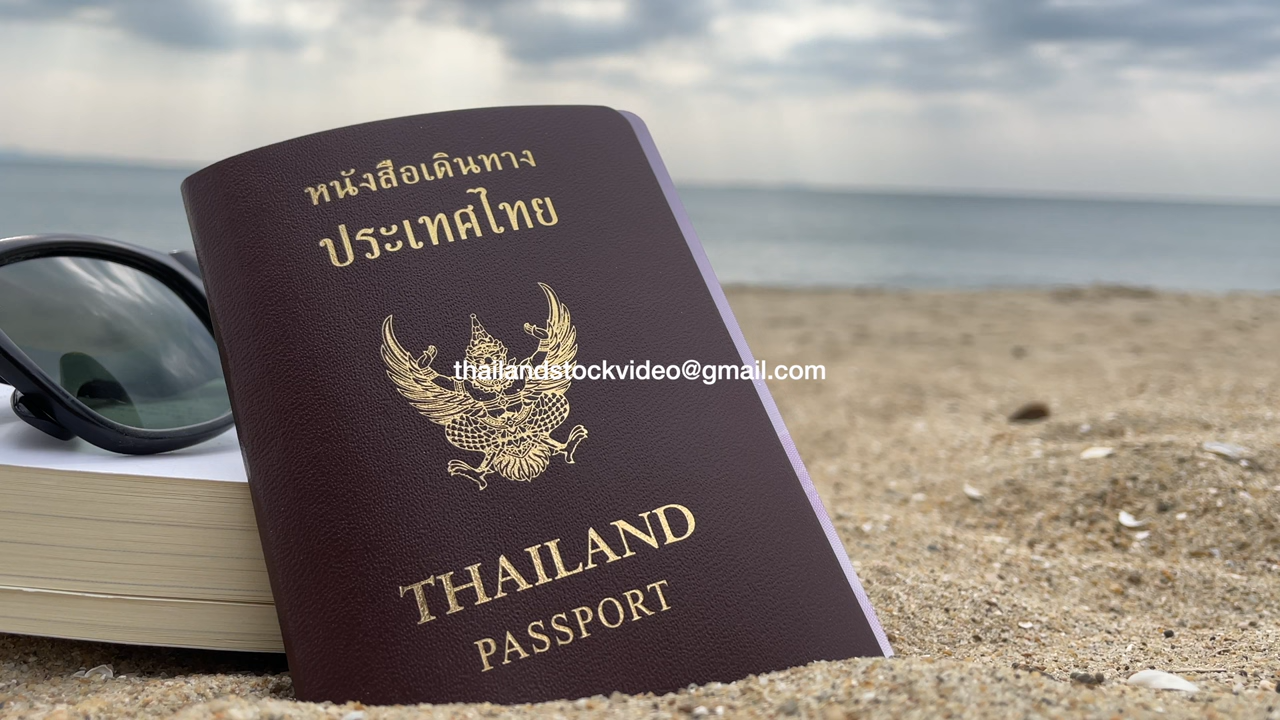 หนังสือเดินทาง
ประเทศไทย
thailandstockvideo@gmail.com
THAILAND
PASSPORT